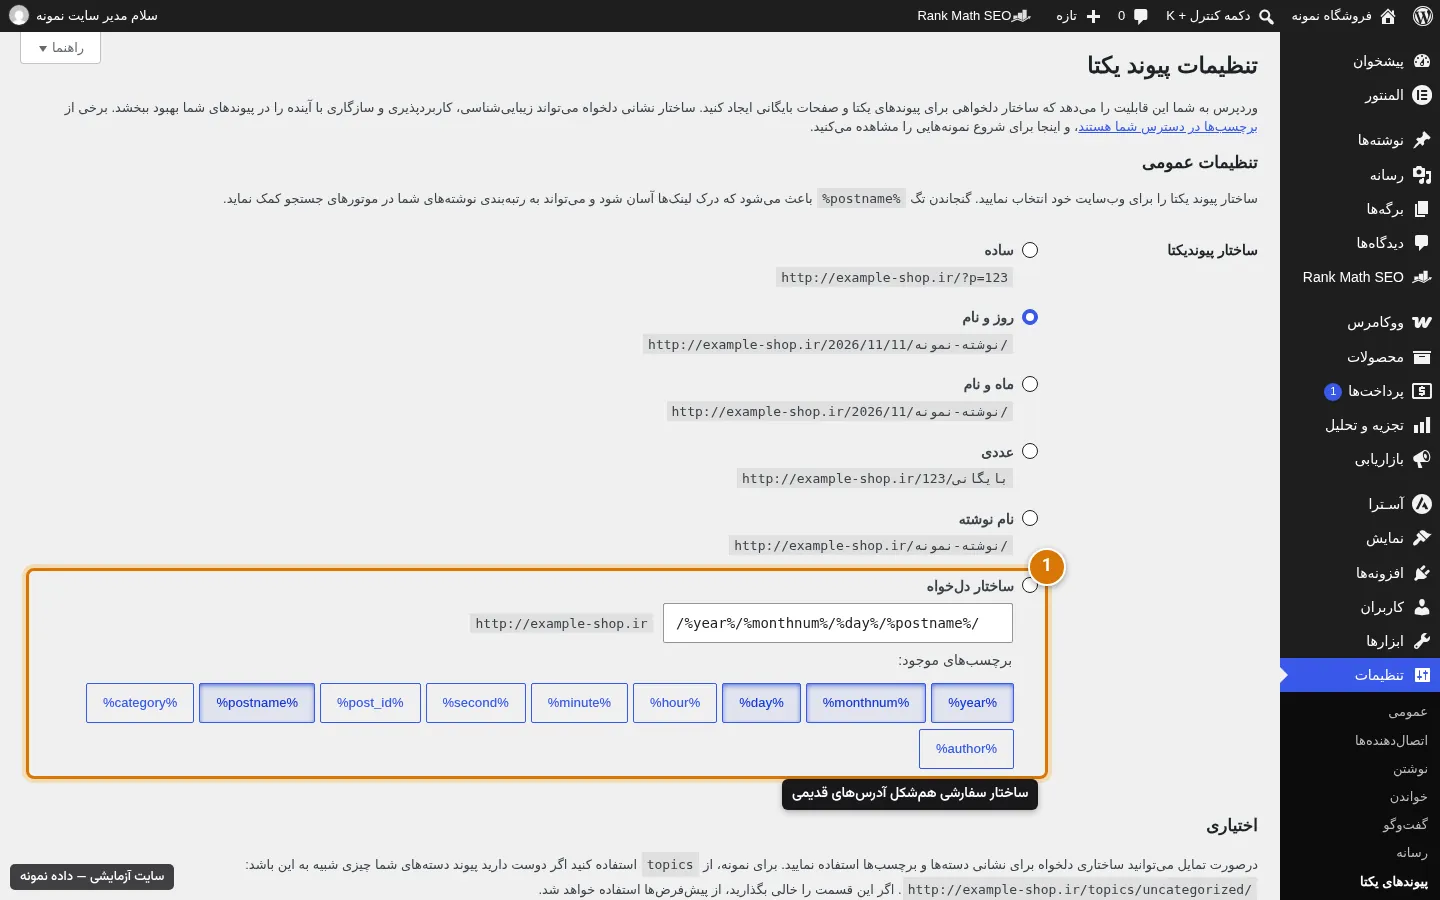 فروشگاه نمونه
دکمه کنترل + K
0
تازه
Rank Math SEO
سلام مدیر سایت نمونه
راهنما
پیشخوان
المنتور
نوشته‌ها
رسانه
برگه‌ها
دیدگاه‌ها
Rank Math SEO
ووکامرس
محصولات
پرداخت‌ها 1
تجزیه و تحلیل
بازاریابی
آسـترا
نمایش
افزونه‌ها
کاربران
ابزارها
تنظیمات
عمومی
اتصال‌دهنده‌ها
نوشتن
خواندن
گفت‌وگو
رسانه
پیوندهای یکتا
تنظیمات پیوند یکتا
وردپرس به شما این قابلیت را می‌دهد که ساختار دلخواهی برای پیوندهای یکتا و صفحات بایگانی ایجاد کنید. ساختار نشانی دلخواه می‌تواند زیبایی‌شناسی، کاربردپذیری و سازگاری با آینده را در پیوندهای شما بهبود ببخشد. برخی از
برچسب‌ها در دسترس شما هستند، و اینجا برای شروع نمونه‌هایی را مشاهده می‌کنید.
تنظیمات عمومی
ساختار پیوند یکتا را برای وب‌سایت خود انتخاب نمایید. گنجاندن تگ %postname% باعث می‌شود که درک لینک‌ها آسان شود و می‌تواند به رتبه‌بندی نوشته‌های شما در موتورهای جستجو کمک نماید.
ساختار پیوندیکتا
ساده
http://example-shop.ir/?p=123
روز و نام
http://example-shop.ir/2026/11/11/نوشته-نمونه/
ماه و نام
http://example-shop.ir/2026/11/نوشته-نمونه/
عددی
http://example-shop.ir/بایگانی/123
نام نوشته
http://example-shop.ir/نوشته-نمونه/
1
ساختار دل‌خواه
http://example-shop.ir /%year%/%monthnum%/%day%/%postname%/
برچسب‌های موجود:
%year% %monthnum% %day% %hour% %minute% %second% %post_id% %postname% %category%
%author%
ساختار سفارشی هم‌شکل آدرس‌های قدیمی
اختیاری
درصورت تمایل می‌توانید ساختاری دلخواه برای نشانی دسته‌ها و برچسب‌ها استفاده نمایید. برای نمونه، از topics استفاده کنید اگر دوست دارید پیوند دسته‌های شما چیزی شبیه به این باشد:
http://example-shop.ir/topics/uncategorized/ . اگر این قسمت را خالی بگذارید، از پیش‌فرض‌ها استفاده خواهد شد.
سایت آزمایشی — داده نمونه